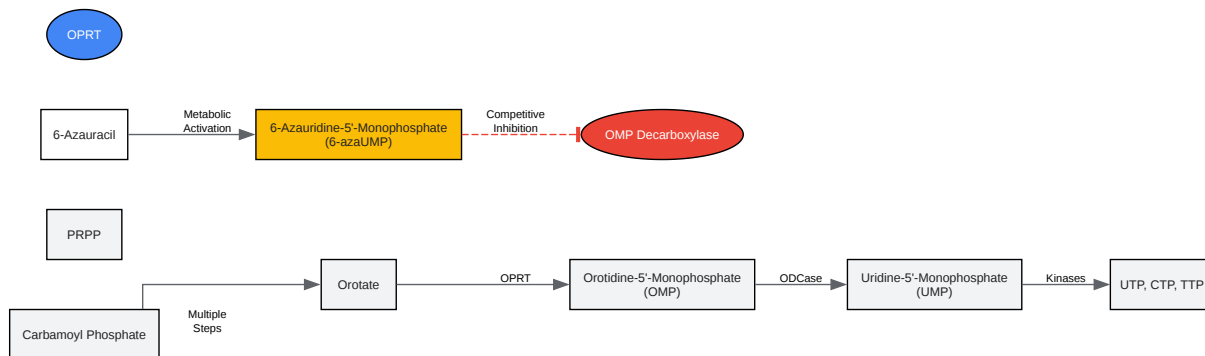 OPRT
6-Azauracil
Metabolic
Activation
6-Azauridine-5'-Monophosphate
(6-azaUMP)
Competitive
Inhibition
OMP Decarboxylase
PRPP
Carbamoyl Phosphate
Multiple
Steps
Orotate
OPRT
Orotidine-5'-Monophosphate
(OMP)
ODCase
Uridine-5'-Monophosphate
(UMP)
Kinases
UTP, CTP, TTP